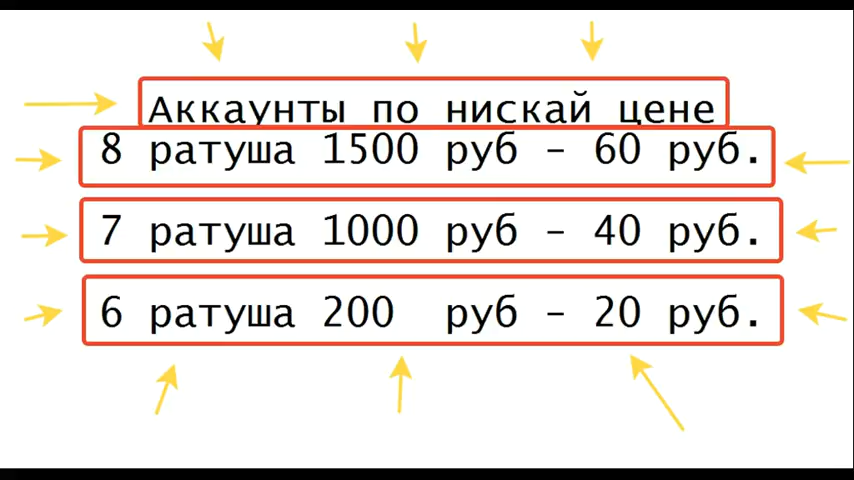 Аккаунты по нискай цене
8 ратуша 1500 руб – 60 руб.
7 ратуша 1000 руб – 40 руб.
6 ратуша 200 руб – 20 руб.